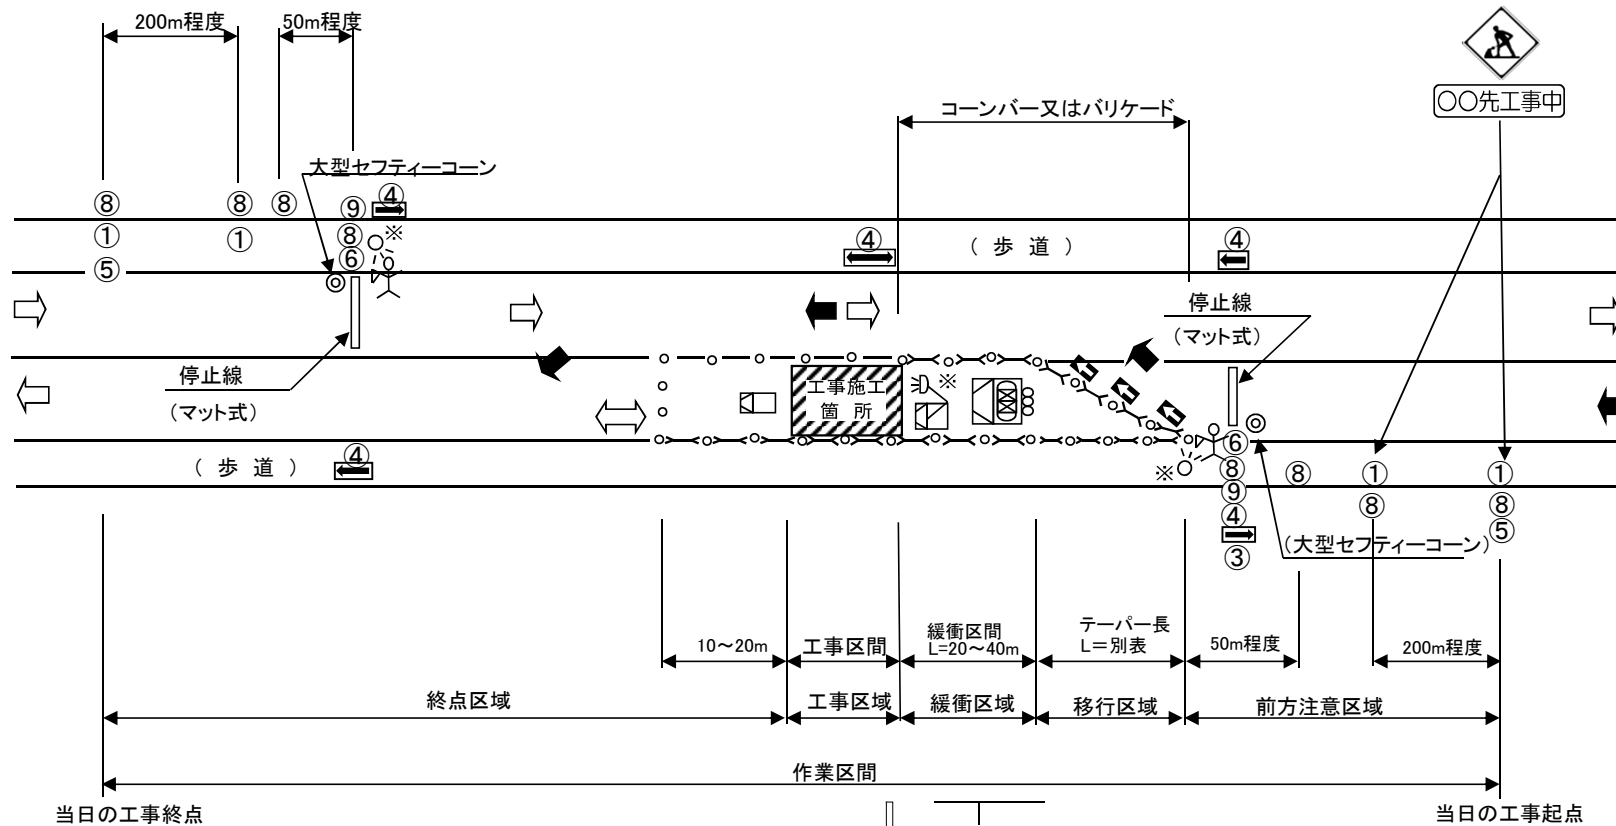 200m程度
50m程度
〇〇先工事中
コーンバー又はバリケード
大型セフティーコーン
⑧
⑧
⑧
⑨
④
①
①
⑧
※
⑤
⑥
④
（ 歩 道 ）
④
停止線
（マット式）
停止線
（マット式）
工事施工
箇 所
※
（ 歩 道 ）
④
※
⑥
⑧
⑨
④
③
⑧
①
⑧
①
⑧
⑤
（大型セフティーコーン）
10～20m
工事区間
緩衝区間
L=20～40m
テーパー長
L＝別表
50m程度
200m程度
終点区域
工事区域
緩衝区域
移行区域
前方注意区域
作業区間
当日の工事終点
当日の工事起点